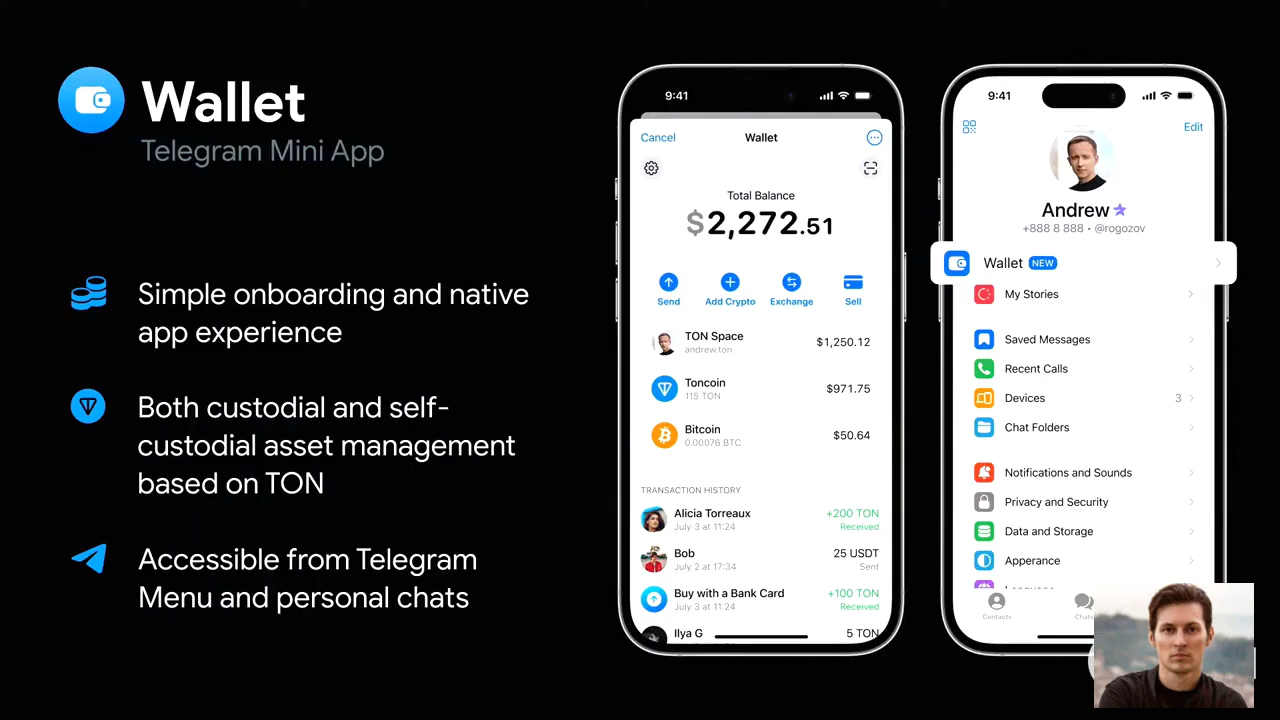 Wallet
Telegram Mini App
Simple onboarding and native
app experience
Both custodial and self-
custodial asset management
based on TON
Accessible from Telegram
Menu and personal chats
9:41
Cancel
Wallet
Total Balance
$2,272.51
Send
Add Crypto
Exchange
Sell
TON Space
andrew.ton
$1,250.12
Toncoin
115 TON
$971.75
Bitcoin
0.00076 BTC
$50.64
TRANSACTION HISTORY
Alicia Torreaux
July 3 at 11:24
+200 TON
Received
Bob
July 2 at 17:34
25 USDT
Sent
Buy with a Bank Card
July 3 at 11:24
+100 TON
Received
Ilya G
5 TON
9:41
Edit
Andrew
+888 8 888 • @rogozov
Wallet NEW
My Stories
Saved Messages
Recent Calls
Devices 3
Chat Folders
Notifications and Sounds
Privacy and Security
Data and Storage
Apperance
Contacts